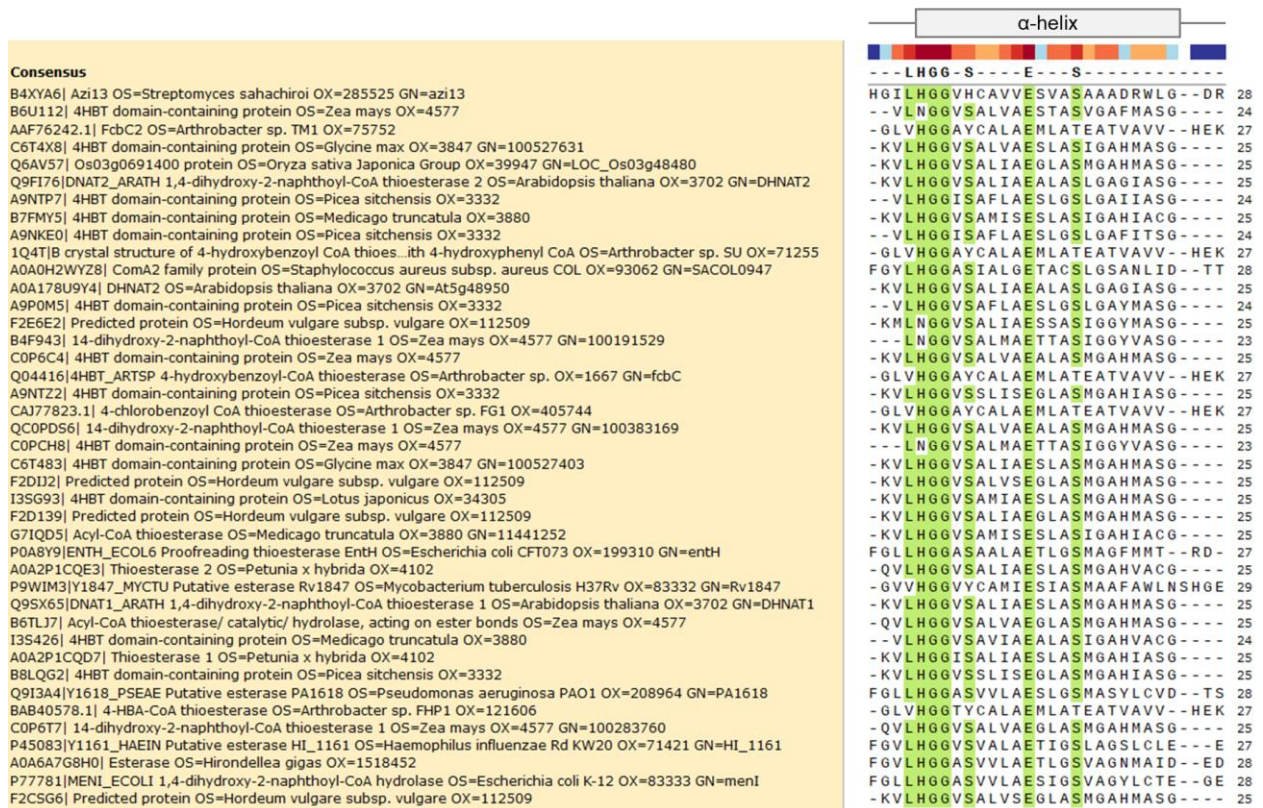 α-helix
Consensus - - - L H G G - S - - - - E - - - S - - - - - - - - - - - -
B4XYA6| Azi13 OS=Streptomyces sahachiroi OX=285525 GN=azi13 HGILHGGVHCAVVESVASAAADRWLG--DR 28
B6U112| 4HBT domain-containing protein OS=Zea mays OX=4577 --VLNGGVSALVAESTASVGAFMASG---- 24
AAF76242.1| FcbC2 OS=Arthrobacter sp. TM1 OX=75752 -GLVHGGAYCALAEMLATEATVAVV--HEK 27
C6T4X8| 4HBT domain-containing protein OS=Glycine max OX=3847 GN=100527631 -KVLHGGVSALVAESLASIGAHMASG---- 25
Q6AV57| Os03g0691400 protein OS=Oryza sativa Japonica Group OX=39947 GN=LOC_Os03g48480 -KVLHGGVSALIAEGLASMGAHMASG---- 25
Q9FI76|DNAT2_ARATH 1,4-dihydroxy-2-naphthoyl-CoA thioesterase 2 OS=Arabidopsis thaliana OX=3702 GN=DHNAT2 -KVLHGGVSALIAEALASLGAGIASG---- 25
A9NTP7| 4HBT domain-containing protein OS=Picea sitchensis OX=3332 --VLHGGISAFLAESLGSLGAIIASG---- 24
B7FMY5| 4HBT domain-containing protein OS=Medicago truncatula OX=3880 -KVLHGGVSAMISESLASIGAHIACG---- 25
A9NKE0| 4HBT domain-containing protein OS=Picea sitchensis OX=3332 --VLHGGISAFLAESLGSLGAFITSG---- 24
1Q4T|B crystal structure of 4-hydroxybenzoyl CoA thioes...ith 4-hydroxyphenyl CoA OS=Arthrobacter sp. SU OX=71255 -GLVHGGAYCALAEMLATEATVAVV--HEK 27
A0A0H2WYZ8| ComA2 family protein OS=Staphylococcus aureus subsp. aureus COL OX=93062 GN=SACOL0947 FGYLHGGASIALGETACSLGSANLID--TT 28
A0A178U9Y4| DHNAT2 OS=Arabidopsis thaliana OX=3702 GN=At5g48950 -KVLHGGVSALIAEALASLGAGIASG---- 25
A9P0M5| 4HBT domain-containing protein OS=Picea sitchensis OX=3332 --VLHGGVSAFLAESLGSLGAYMASG---- 24
F2E6E2| Predicted protein OS=Hordeum vulgare subsp. vulgare OX=112509 -KMLNGGVSALIAESSASIGGYMASG---- 25
B4F943| 14-dihydroxy-2-naphthoyl-CoA thioesterase 1 OS=Zea mays OX=4577 GN=100191529 ---LNGGVSALMAETTASIGGYVASG---- 23
C0P6C4| 4HBT domain-containing protein OS=Zea mays OX=4577 -KVLHGGVSALVAEALASMGAHMASG---- 25
Q04416|4HBT_ARTSP 4-hydroxybenzoyl-CoA thioesterase OS=Arthrobacter sp. OX=1667 GN=fcbC -GLVHGGAYCALAEMLATEATVAVV--HEK 27
A9NTZ2| 4HBT domain-containing protein OS=Picea sitchensis OX=3332 -KVLHGGVSSLISEGLASMGAHIASG---- 25
CAJ77823.1| 4-chlorobenzoyl CoA thioesterase OS=Arthrobacter sp. FG1 OX=405744 -GLVHGGAYCALAEMLATEATVAVV--HEK 27
QC0PDS6| 14-dihydroxy-2-naphthoyl-CoA thioesterase 1 OS=Zea mays OX=4577 GN=100383169 -KVLHGGVSALVAEALASMGAHMASG---- 25
C0PCH8| 4HBT domain-containing protein OS=Zea mays OX=4577 ---LNGGVSALMAETTASIGGYVASG---- 23
C6T483| 4HBT domain-containing protein OS=Glycine max OX=3847 GN=100527403 -KVLHGGVSALIAESLASMGAHMASG---- 25
F2DIJ2| Predicted protein OS=Hordeum vulgare subsp. vulgare OX=112509 -KVLHGGVSALVSEGLASMGAHMASG---- 25
I3SG93| 4HBT domain-containing protein OS=Lotus japonicus OX=34305 -KVLHGGVSAMIAESLASMGAHMASG---- 25
F2D139| Predicted protein OS=Hordeum vulgare subsp. vulgare OX=112509 -KVLHGGVSALIAEGLASMGAHMASG---- 25
G7IQD5| Acyl-CoA thioesterase OS=Medicago truncatula OX=3880 GN=11441252 -KVLHGGVSAMISESLASIGAHIACG---- 25
P0A8Y9|ENTH_ECOL6 Proofreading thioesterase EntH OS=Escherichia coli CFT073 OX=199310 GN=entH FGLLHGGASAALAETLGSMAGFMMT--RD- 27
A0A2P1CQE3| Thioesterase 2 OS=Petunia x hybrida OX=4102 -QVLHGGVSALIAESLASMGAHIASG---- 25
P9WIM3|Y1847_MYCTU Putative esterase Rv1847 OS=Mycobacterium tuberculosis H37Rv OX=83332 GN=Rv1847 -GVVHGGVYCAMIESIASMAAFAWLNSHGE 29
Q9SX65|DNAT1_ARATH 1,4-dihydroxy-2-naphthoyl-CoA thioesterase 1 OS=Arabidopsis thaliana OX=3702 GN=DHNAT1 -KVLHGGVSALIAESLASMGAHMASG---- 25
B6TLJ7| Acyl-CoA thioesterase/ catalytic/ hydrolase, acting on ester bonds OS=Zea mays OX=4577 -QVLHGGVSALVAEGLASMGAHMASG---- 25
I3S426| 4HBT domain-containing protein OS=Medicago truncatula OX=3880 --VLHGGVSAVIAEALASIGAHVACG---- 24
A0A2P1CQD7| Thioesterase 1 OS=Petunia x hybrida OX=4102 -KVLHGGISALIAESLASMGAHIASG---- 25
B8LQG2| 4HBT domain-containing protein OS=Picea sitchensis OX=3332 -KVLHGGVSSLISEGLASMGAHIASG---- 25
Q9I3A4|Y1618_PSEAE Putative esterase PA1618 OS=Pseudomonas aeruginosa PAO1 OX=208964 GN=PA1618 FGLLHGGASVVLAESLGSMASYLCVD--TS 28
BAB40578.1| 4-HBA-CoA thioesterase OS=Arthrobacter sp. FHP1 OX=121606 -GLVHGGTYCALAEMLATEATVAVV--HEK 27
C0P6T7| 14-dihydroxy-2-naphthoyl-CoA thioesterase 1 OS=Zea mays OX=4577 GN=100283760 -QVLHGGVSALVAEGLASMGAHMASG---- 25
P45083|Y1161_HAEIN Putative esterase HI_1161 OS=Haemophilus influenzae Rd KW20 OX=71421 GN=HI_1161 FGVLHGGVSVALAETIGSLAGSLCLE---E 27
A0A6A7G8H0| Esterase OS=Hirondellea gigas OX=1518452 FGVLHGGASVVLAETLGSVAGNMAID--ED 28
P77781|MENI_ECOLI 1,4-dihydroxy-2-naphthoyl-CoA hydrolase OS=Escherichia coli K-12 OX=83333 GN=menI FGLLHGGASVVLAESIGSVAGYLCTE--GE 28
F2CSG6| Predicted protein OS=Hordeum vulgare subsp. vulgare OX=112509 -KVLHGGVSALVSEGLASMGAHMASG---- 25